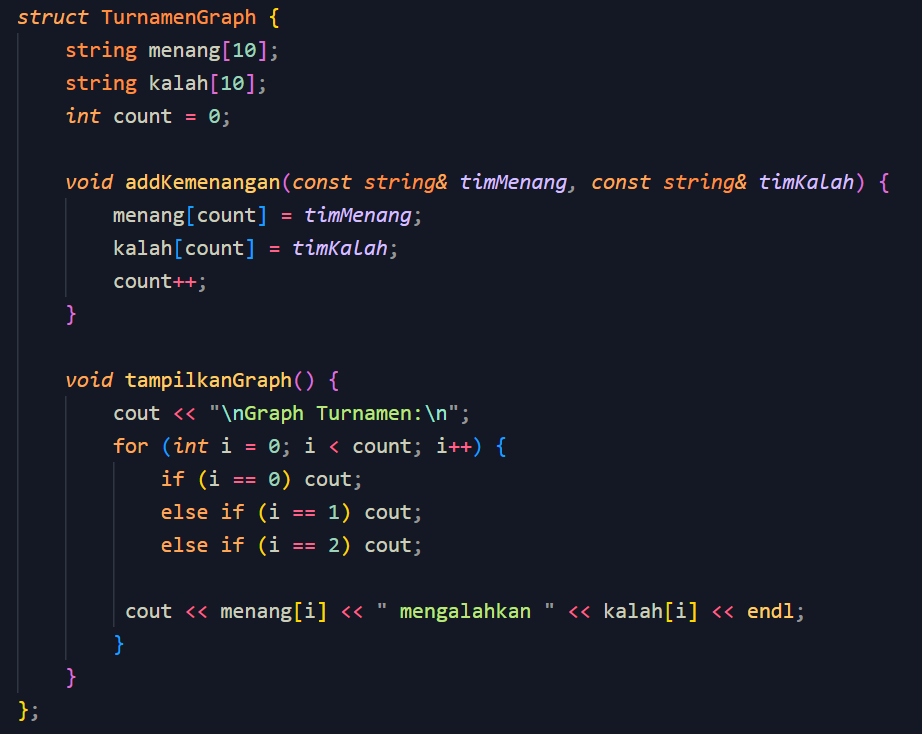 struct TurnamenGraph {
    string menang[10];
    string kalah[10];
    int count = 0;

    void addKemenangan(const string& timMenang, const string& timKalah) {
        menang[count] = timMenang;
        kalah[count] = timKalah;
        count++;
    }

    void tampilkanGraph() {
        cout << "\nGraph Turnamen:\n";
        for (int i = 0; i < count; i++) {
            if (i == 0) cout;
            else if (i == 1) cout;
            else if (i == 2) cout;

         cout << menang[i] << " mengalahkan " << kalah[i] << endl;
        }
    }
};